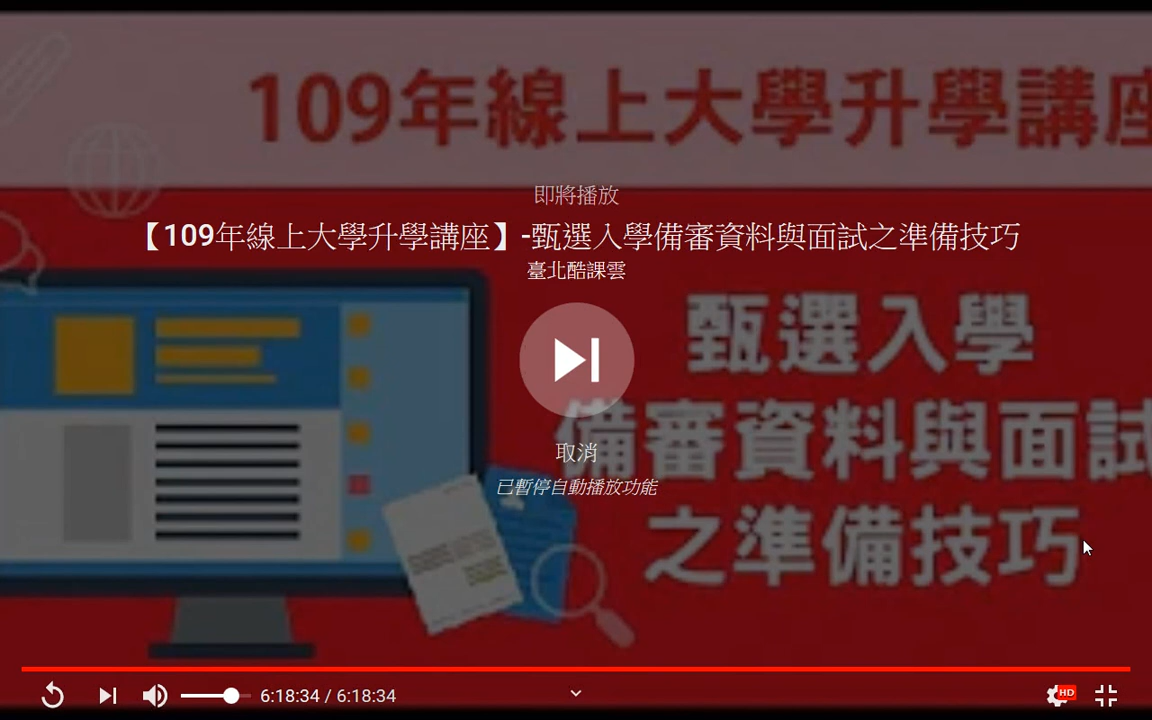 109年線上大學升學講座
即將播放
【109年線上大學升學講座】-甄選入學備審資料與面試之準備技巧
臺北酷課雲
甄選入學
備審資料與面試
之準備技巧
取消
已暫停自動播放功能
6:18:34 / 6:18:34
HD